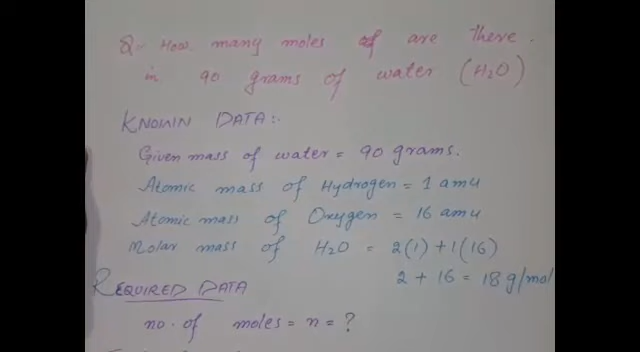 Q:- How many moles of are there.
in 90 grams of water (H₂O)
KNOWN DATA:-
Given mass of water = 90 grams.
Atomic mass of Hydrogen = 1 amu
Atomic mass of Oxygen = 16 amu
Molar mass of H₂O = 2(1) + 1(16)
2 + 16 = 18 g/mol
REQUIRED DATA
no. of moles = n = ?